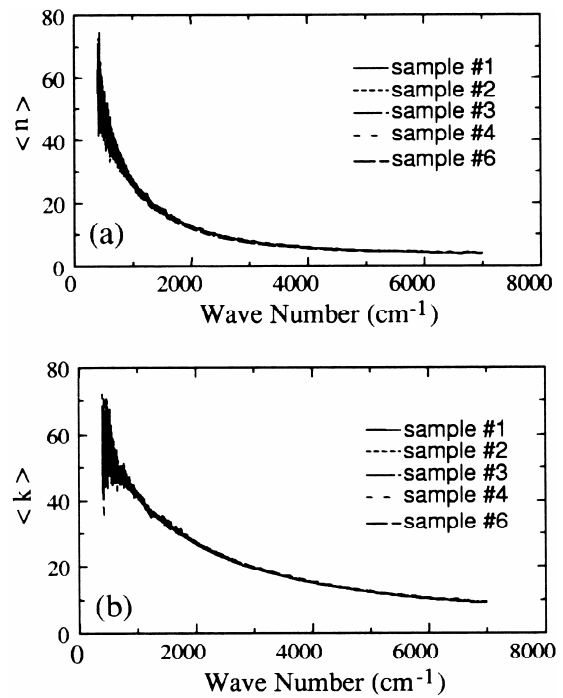 80
60
40
20
0
< n >
sample #1
sample #2
sample #3
sample #4
sample #6
(a)
0 2000 4000 6000 8000
Wave Number (cm-1)
80
60
40
20
0
< k >
sample #1
sample #2
sample #3
sample #4
sample #6
(b)
0 2000 4000 6000 8000
Wave Number (cm-1)